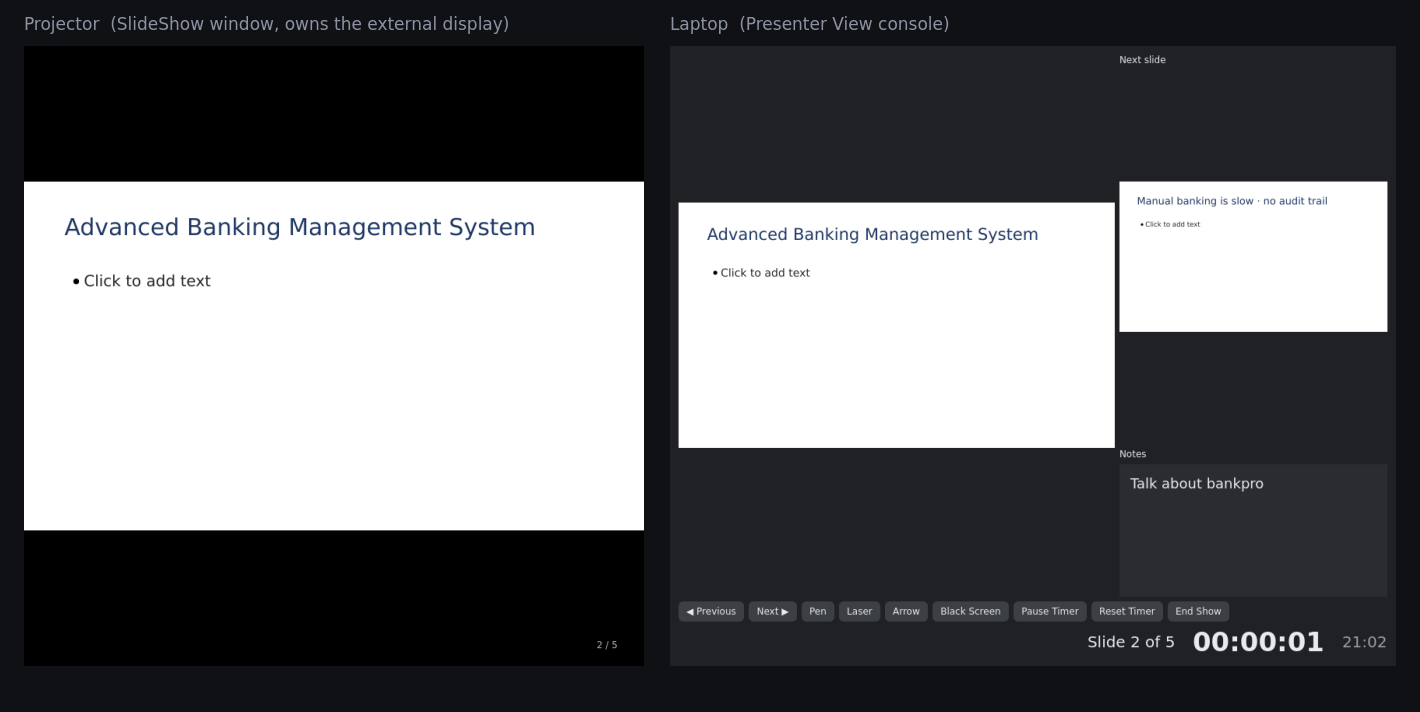 Projector  (SlideShow window, owns the external display)
Advanced Banking Management System
• Click to add text
2 / 5
Laptop  (Presenter View console)
Advanced Banking Management System
• Click to add text
Next slide
Manual banking is slow · no audit trail
• Click to add text
Notes
Talk about bankpro
◀ Previous  Next ▶  Pen  Laser  Arrow  Black Screen  Pause Timer  Reset Timer  End Show
Slide 2 of 5  00:00:01  21:02